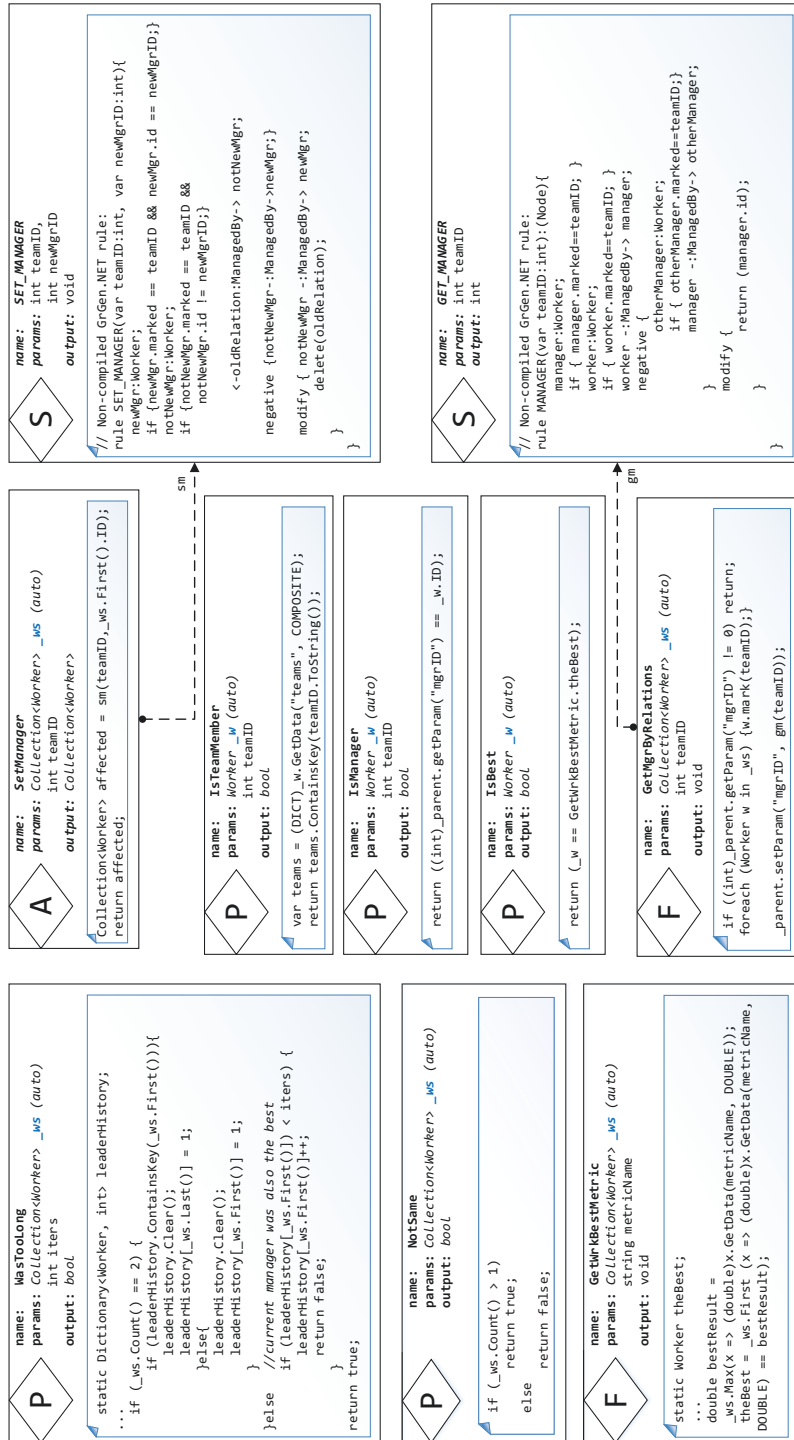 P
name: WasTooLong
params: Collection<Worker> _ws (auto)
int iters
output: bool
static Dictionary<Worker, int> leaderHistory;
...
if (_ws.Count() == 2) {
if (leaderHistory.ContainsKey(_ws.First())){
leaderHistory.Clear();
leaderHistory[_ws.Last()] = 1;
}else{
leaderHistory.Clear();
leaderHistory[_ws.First()] = 1;
}
}else //current manager was also the best
if (leaderHistory[_ws.First()]) < iters) {
leaderHistory[_ws.First()]++;
return false;
}
return true;
P
name: NotSame
params: Collection<Worker> _ws (auto)
output: bool
if (_ws.Count() > 1)
return true;
else
return false;
F
name: GetWrkBestMetric
params: Collection<Worker> _ws (auto)
string metricName
output: void
static Worker theBest;
...
double bestResult =
_ws.Max(x => (double)x.GetData(metricName, DOUBLE));
theBest = _ws.First (x => (double)x.GetData(metricName,
DOUBLE) == bestResult);
A
name: SetManager
params: Collection<Worker> _ws (auto)
int teamID
output: Collection<Worker>
Collection<Worker> affected = sm(teamID,_ws.First().ID);
return affected;
sm
P
name: IsTeamMember
params: Worker _w (auto)
int teamID
output: bool
var teams = (DICT)_w.GetData("teams", COMPOSITE);
return teams.ContainsKey(teamID.ToString());
P
name: IsManager
params: Worker _w (auto)
int teamID
output: bool
return ((int)_parent.getParam("mgrID") == _w.ID);
P
name: IsBest
params: Worker _w (auto)
output: bool
return (_w == GetWrkBestMetric.theBest);
F
name: GetMgrByRelations
params: Collection<Worker> _ws (auto)
int teamID
output: void
if ((int)_parent.getParam("mgrID") != 0) return;
foreach (Worker w in _ws) {w.mark(teamID);}
_parent.setParam("mgrID", gm(teamID));
gm
S
name: SET_MANAGER
params: int teamID,
int newMgrID
output: void
// Non-compiled GrGen.NET rule:
rule SET_MANAGER(var teamID:int, var newMgrID:int){
newMgr:Worker;
if {newMgr.marked == teamID && newMgr.id == newMgrID;}
notNewMgr:Worker;
if {notNewMgr.marked == teamID &&
notNewMgr.id != newMgrID;}
<-oldRelation:ManagedBy-> notNewMgr;
negative {notNewMgr-:ManagedBy->newMgr;}
modify { notNewMgr -:ManagedBy-> newMgr;
delete(oldRelation);
}
}
S
name: GET_MANAGER
params: int teamID
output: int
// Non-compiled GrGen.NET rule:
rule MANAGER(var teamID:int):(Node){
manager:Worker;
if { manager.marked==teamID; }
worker:Worker;
if { worker.marked==teamID; }
worker -:ManagedBy-> manager;
negative {
otherManager:Worker;
if { otherManager.marked==teamID;}
manager -:ManagedBy-> otherManager;
}
modify {
return (manager.id);
}
}